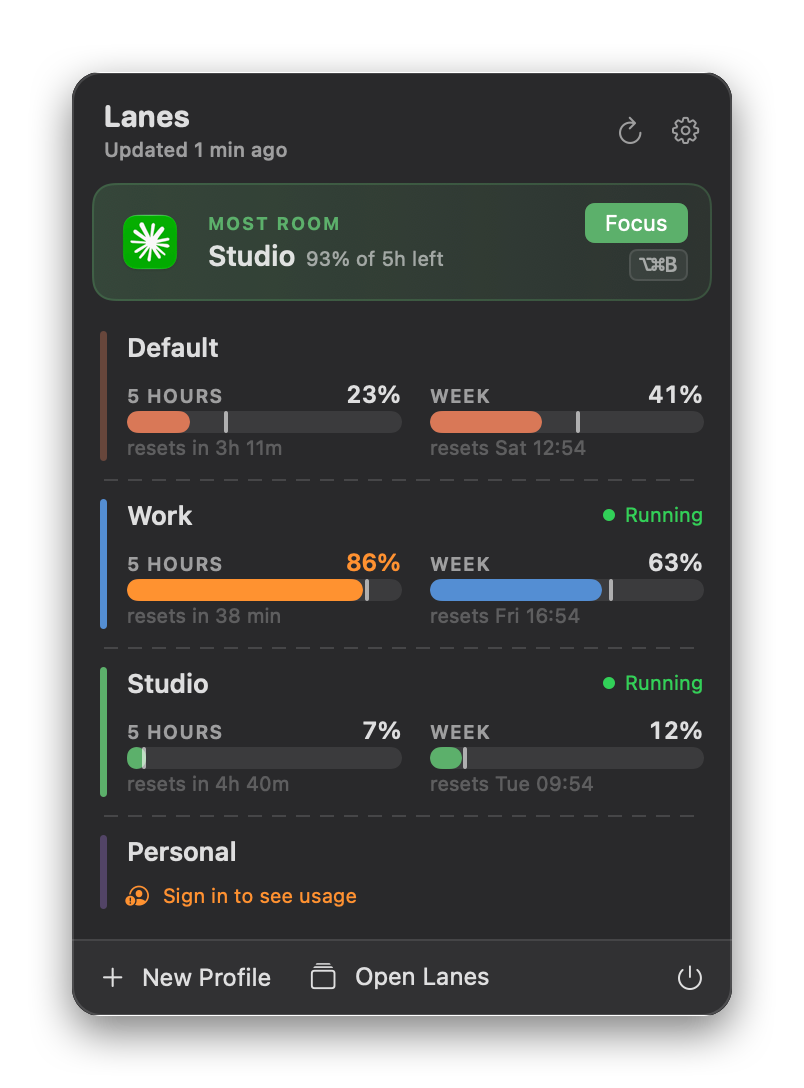 Lanes
Updated 1 min ago
MOST ROOM
Studio 93% of 5h left
Focus
⌥⌘B
Default
5 HOURS 23%
resets in 3h 11m
WEEK 41%
resets Sat 12:54
Work
Running
5 HOURS 86%
resets in 38 min
WEEK 63%
resets Fri 16:54
Studio
Running
5 HOURS 7%
resets in 4h 40m
WEEK 12%
resets Tue 09:54
Personal
Sign in to see usage
New Profile
Open Lanes